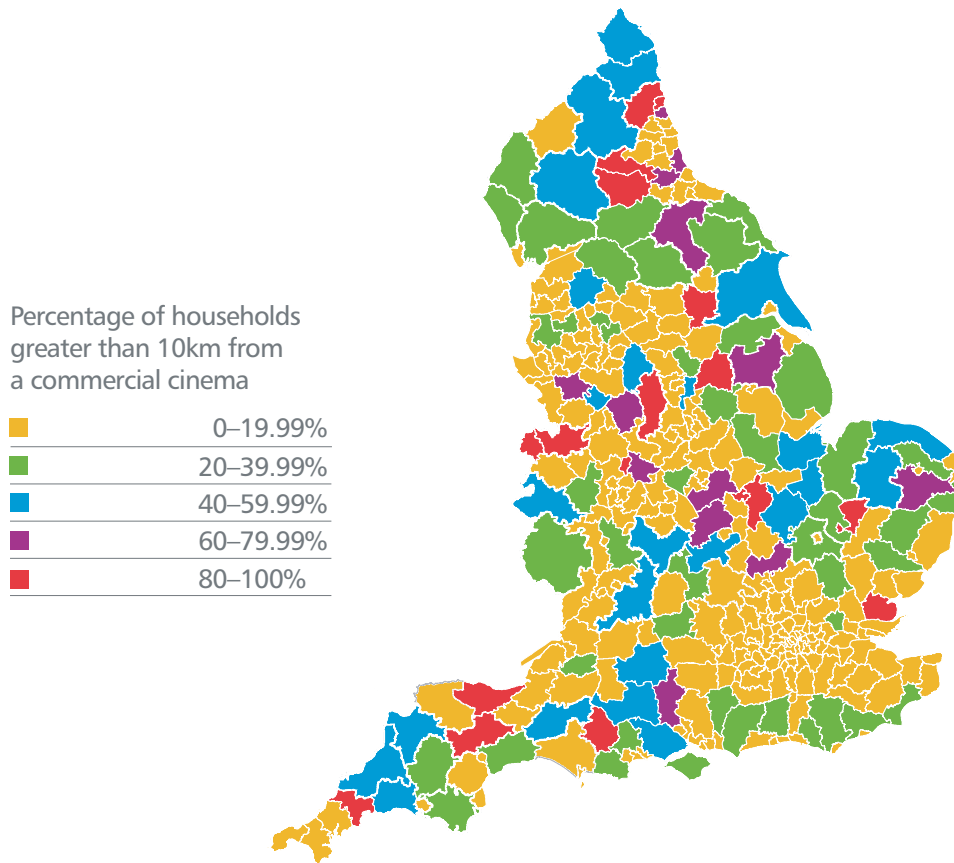 Percentage of households
greater than 10km from
a commercial cinema
0–19.99%
20–39.99%
40–59.99%
60–79.99%
80–100%